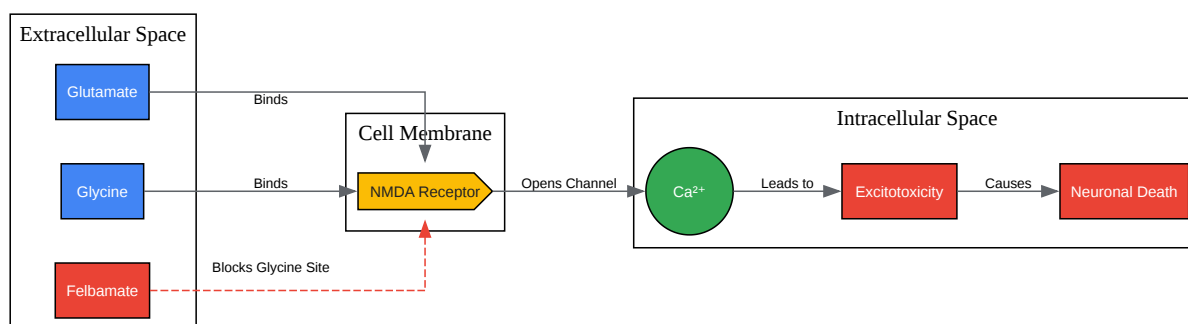 Extracellular Space
Glutamate
Binds
Cell Membrane
Intracellular Space
Glycine
Binds
NMDA Receptor
Opens Channel
Ca²⁺
Leads to
Excitotoxicity
Causes
Neuronal Death
Felbamate
Blocks Glycine Site